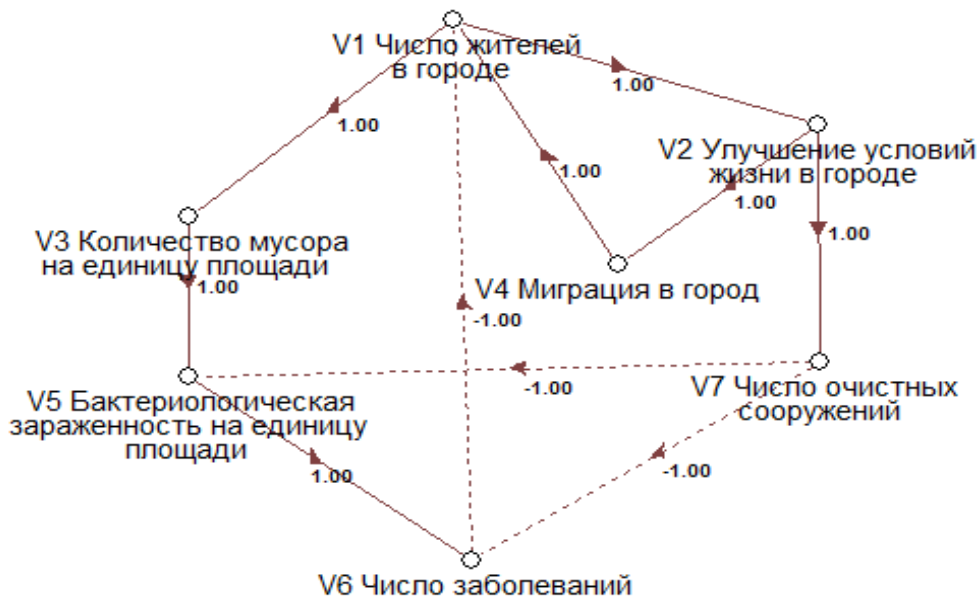 V1 Число жителей
в городе
1.00
1.00
V2 Улучшение условий
жизни в городе
1.00
1.00
V3 Количество мусора
на единицу площади
1.00
1.00
V4 Миграция в город
-1.00
-1.00
V5 Бактериологическая
зараженность на единицу
площади
V7 Число очистных
сооружений
1.00
-1.00
V6 Число заболеваний